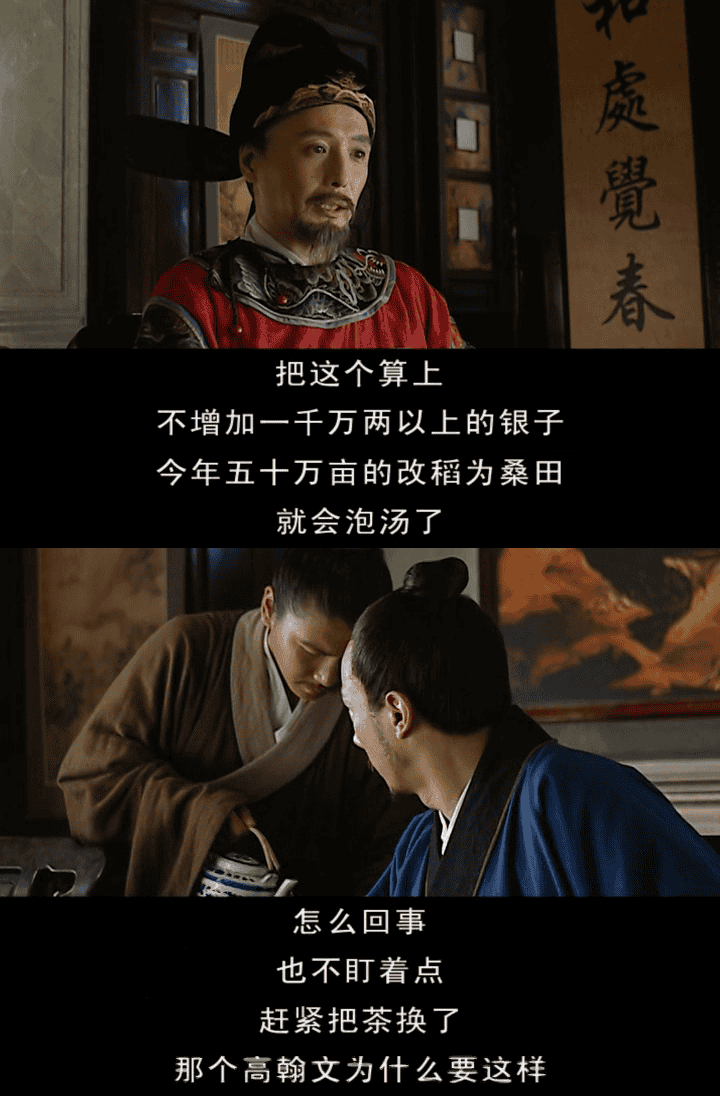 和處覺春
把这个算上
不增加一千万两以上的银子
今年五十万亩的改稻为桑田
就会泡汤了
怎么回事
也不盯着点
赶紧把茶换了
那个高翰文为什么要这样